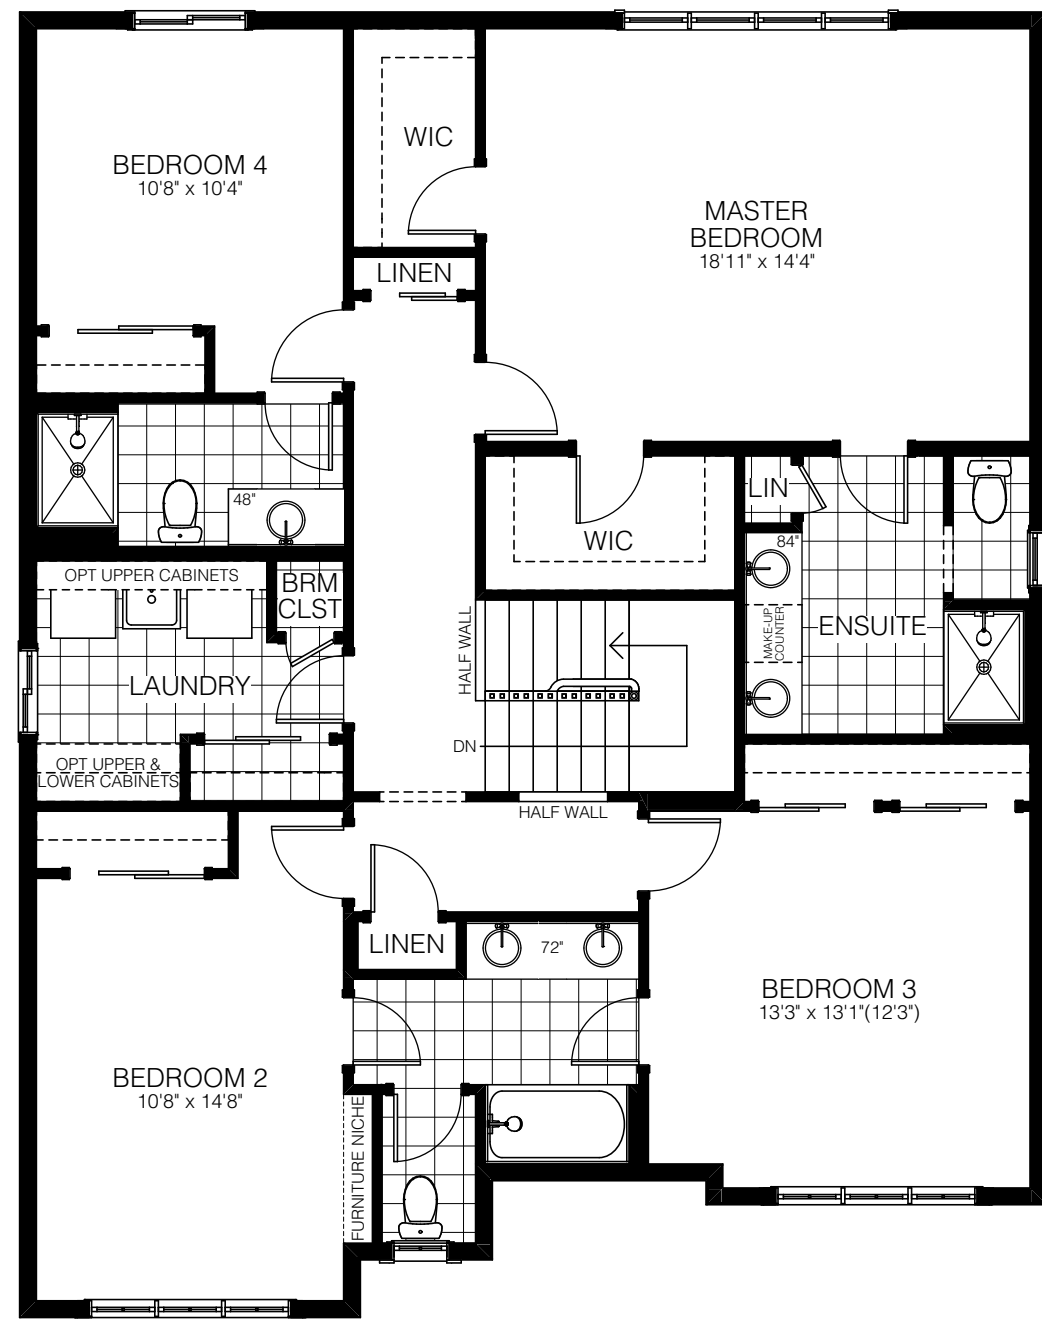 WIC
BEDROOM 4
10'8" x 10'4"
MASTER
BEDROOM
18'11" x 14'4"
LINEN
48"
LIN
WIC
84"
OPT UPPER CABINETS
BRM
CLST
HALF WALL
MAKE-UP
COUNTER
ENSUITE
LAUNDRY
DN
OPT UPPER &
LOWER CABINETS
HALF WALL
LINEN
72"
BEDROOM 3
13'3" x 13'1"(12'3")
BEDROOM 2
10'8" x 14'8"
FURNITURE NICHE